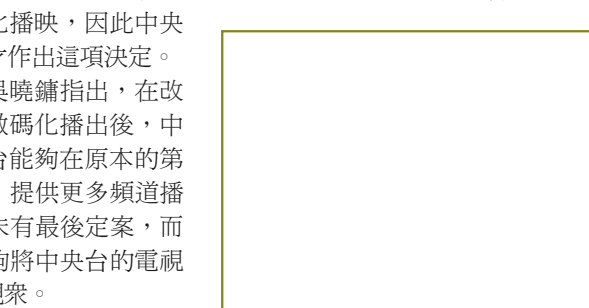 化播映，因此中央
才作出這項決定。
吳曉鏞指出，在改
數碼化播出後，中
台能夠在原本的第
，提供更多頻道播
未有最後定案，而
夠將中央台的電視
觀衆。